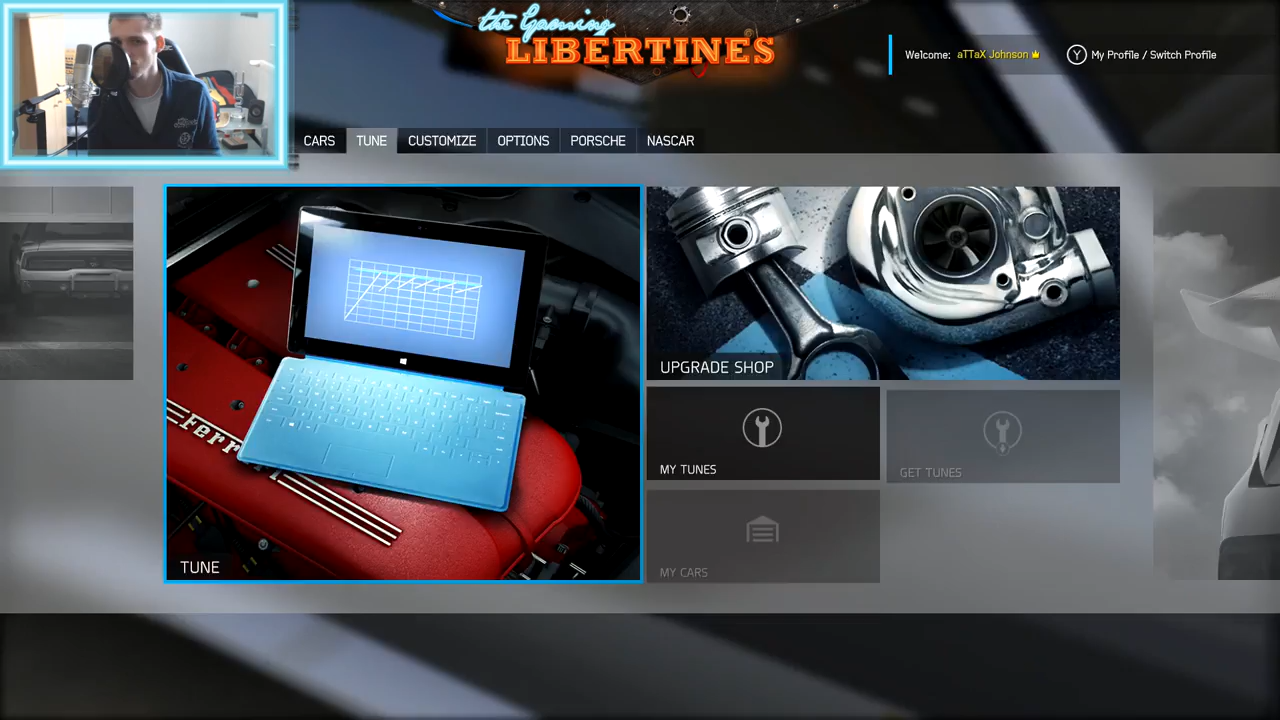 the Gaming
LIBERTINES
Welcome: aTTaX Johnson
Y My Profile / Switch Profile
CARS TUNE CUSTOMIZE OPTIONS PORSCHE NASCAR
Ferr
TUNE
UPGRADE SHOP
MY TUNES
GET TUNES
MY CARS